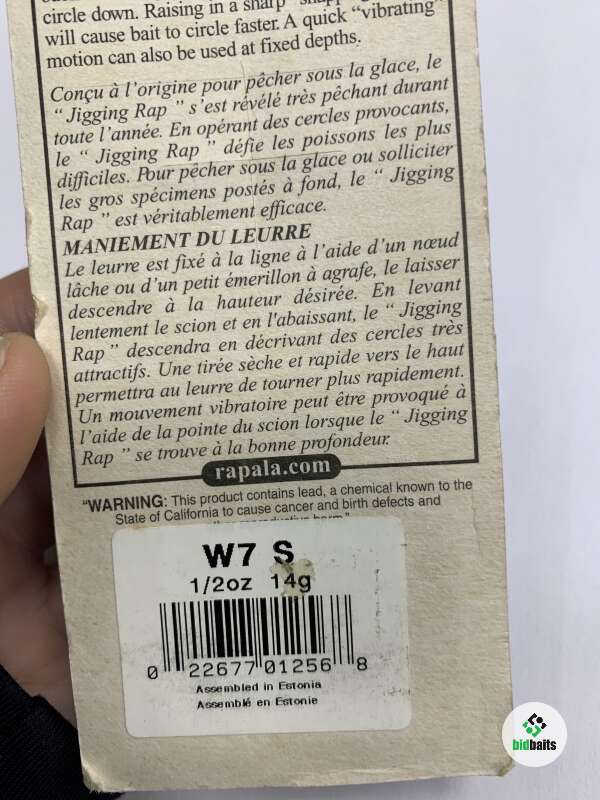 circle down. Raising in a sharp "snapping"
will cause bait to circle faster. A quick "vibrating"
motion can also be used at fixed depths.
Conçu à l'origine pour pêcher sous la glace, le
" Jigging Rap " s'est révélé très pêchant durant
toute l'année. En opérant des cercles provocants,
le " Jigging Rap " défie les poissons les plus
difficiles. Pour pêcher sous la glace ou solliciter
les gros spécimens postés à fond, le " Jigging
Rap " est véritablement efficace.
MANIEMENT DU LEURRE
Le leurre est fixé à la ligne à l'aide d'un nœud
lâche ou d'un petit émerillon à agrafe, le laisser
descendre à la hauteur désirée. En levant
lentement le scion et en l'abaissant, le " Jigging
Rap " descendra en décrivant des cercles très
attractifs. Une tirée sèche et rapide vers le haut
permettra au leurre de tourner plus rapidement.
Un mouvement vibratoire peut être provoqué à
l'aide de la pointe du scion lorsque le " Jigging
Rap " se trouve à la bonne profondeur.
rapala.com
"WARNING: This product contains lead, a chemical known to the
State of California to cause cancer and birth defects and
W7 S
1/2oz 14g
0 22677 01256 8
Assembled in Estonia
Assemblé en Estonie
bidbaits